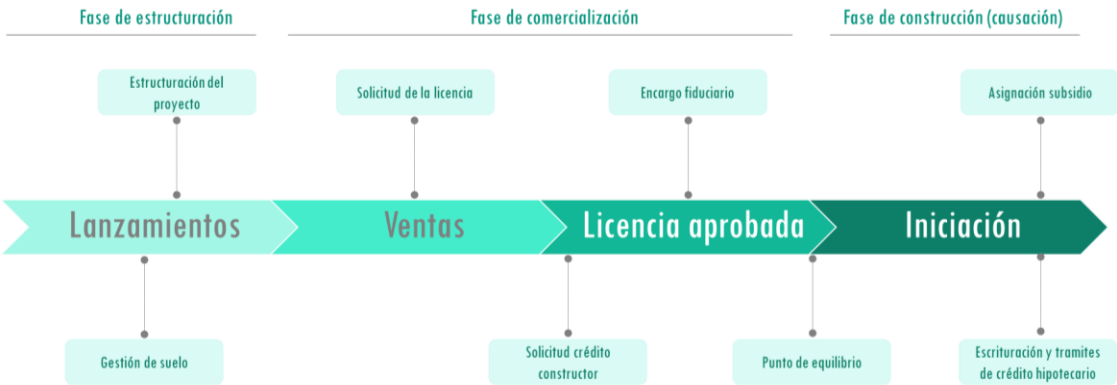 Fase de estructuración
Fase de comercialización
Fase de construcción (causación)
Estructuración del
proyecto
Solicitud de la licencia
Encargo fiduciario
Asignación subsidio
Lanzamientos
Ventas
Licencia aprobada
Iniciación
Gestión de suelo
Solicitud crédito
constructor
Punto de equilibrio
Escrituración y tramites
de crédito hipotecario